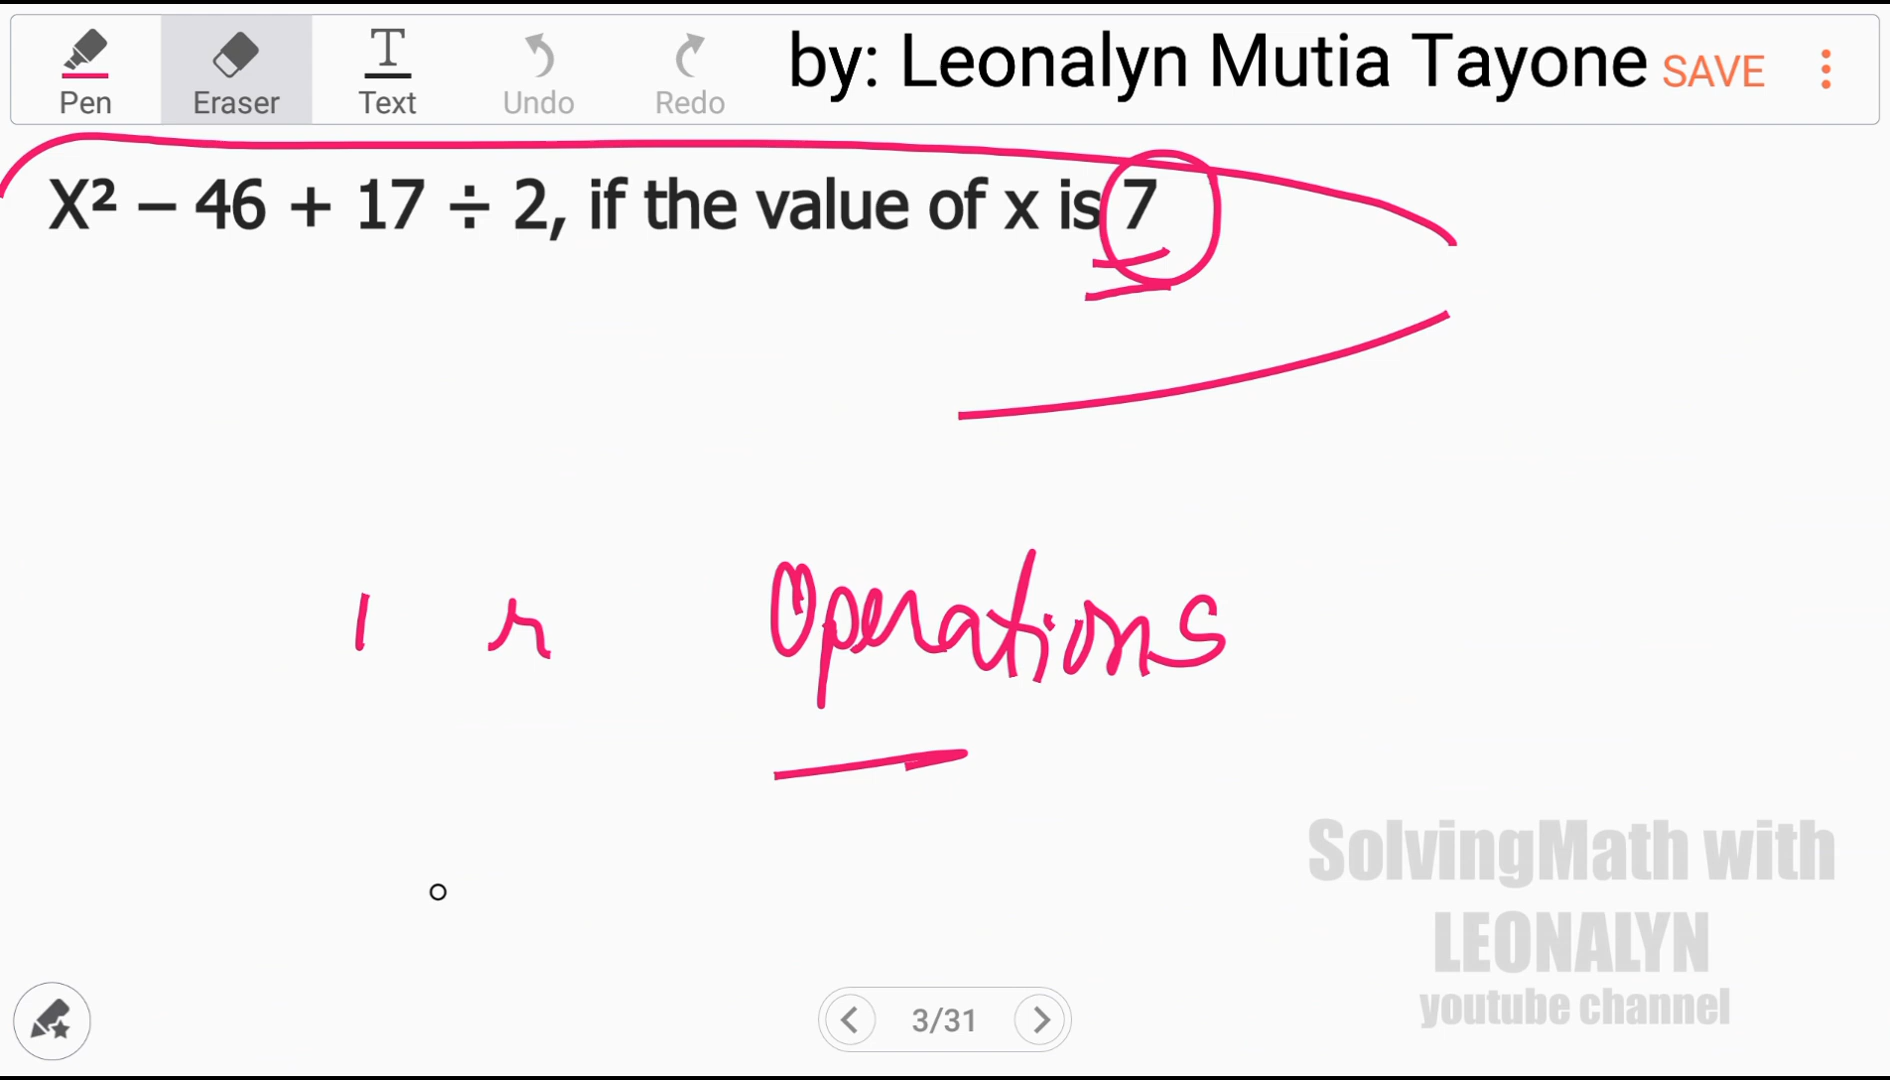 by: Leonalyn Mutia Tayone
SAVE
Pen
Eraser
Text
Undo
Redo
X² – 46 + 17 ÷ 2, if the value of x is 7
Operations
SolvingMath with
LEONALYN
youtube channel
3/31